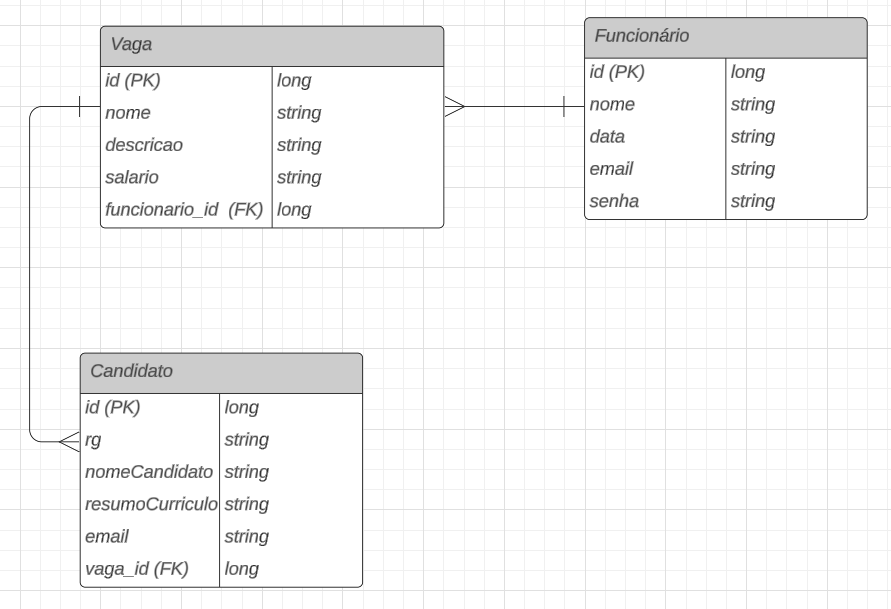 Vaga
id (PK) long
nome string
descricao string
salario string
funcionario_id (FK) long
Funcionário
id (PK) long
nome string
data string
email string
senha string
Candidato
id (PK) long
rg string
nomeCandidato string
resumoCurriculo string
email string
vaga_id (FK) long